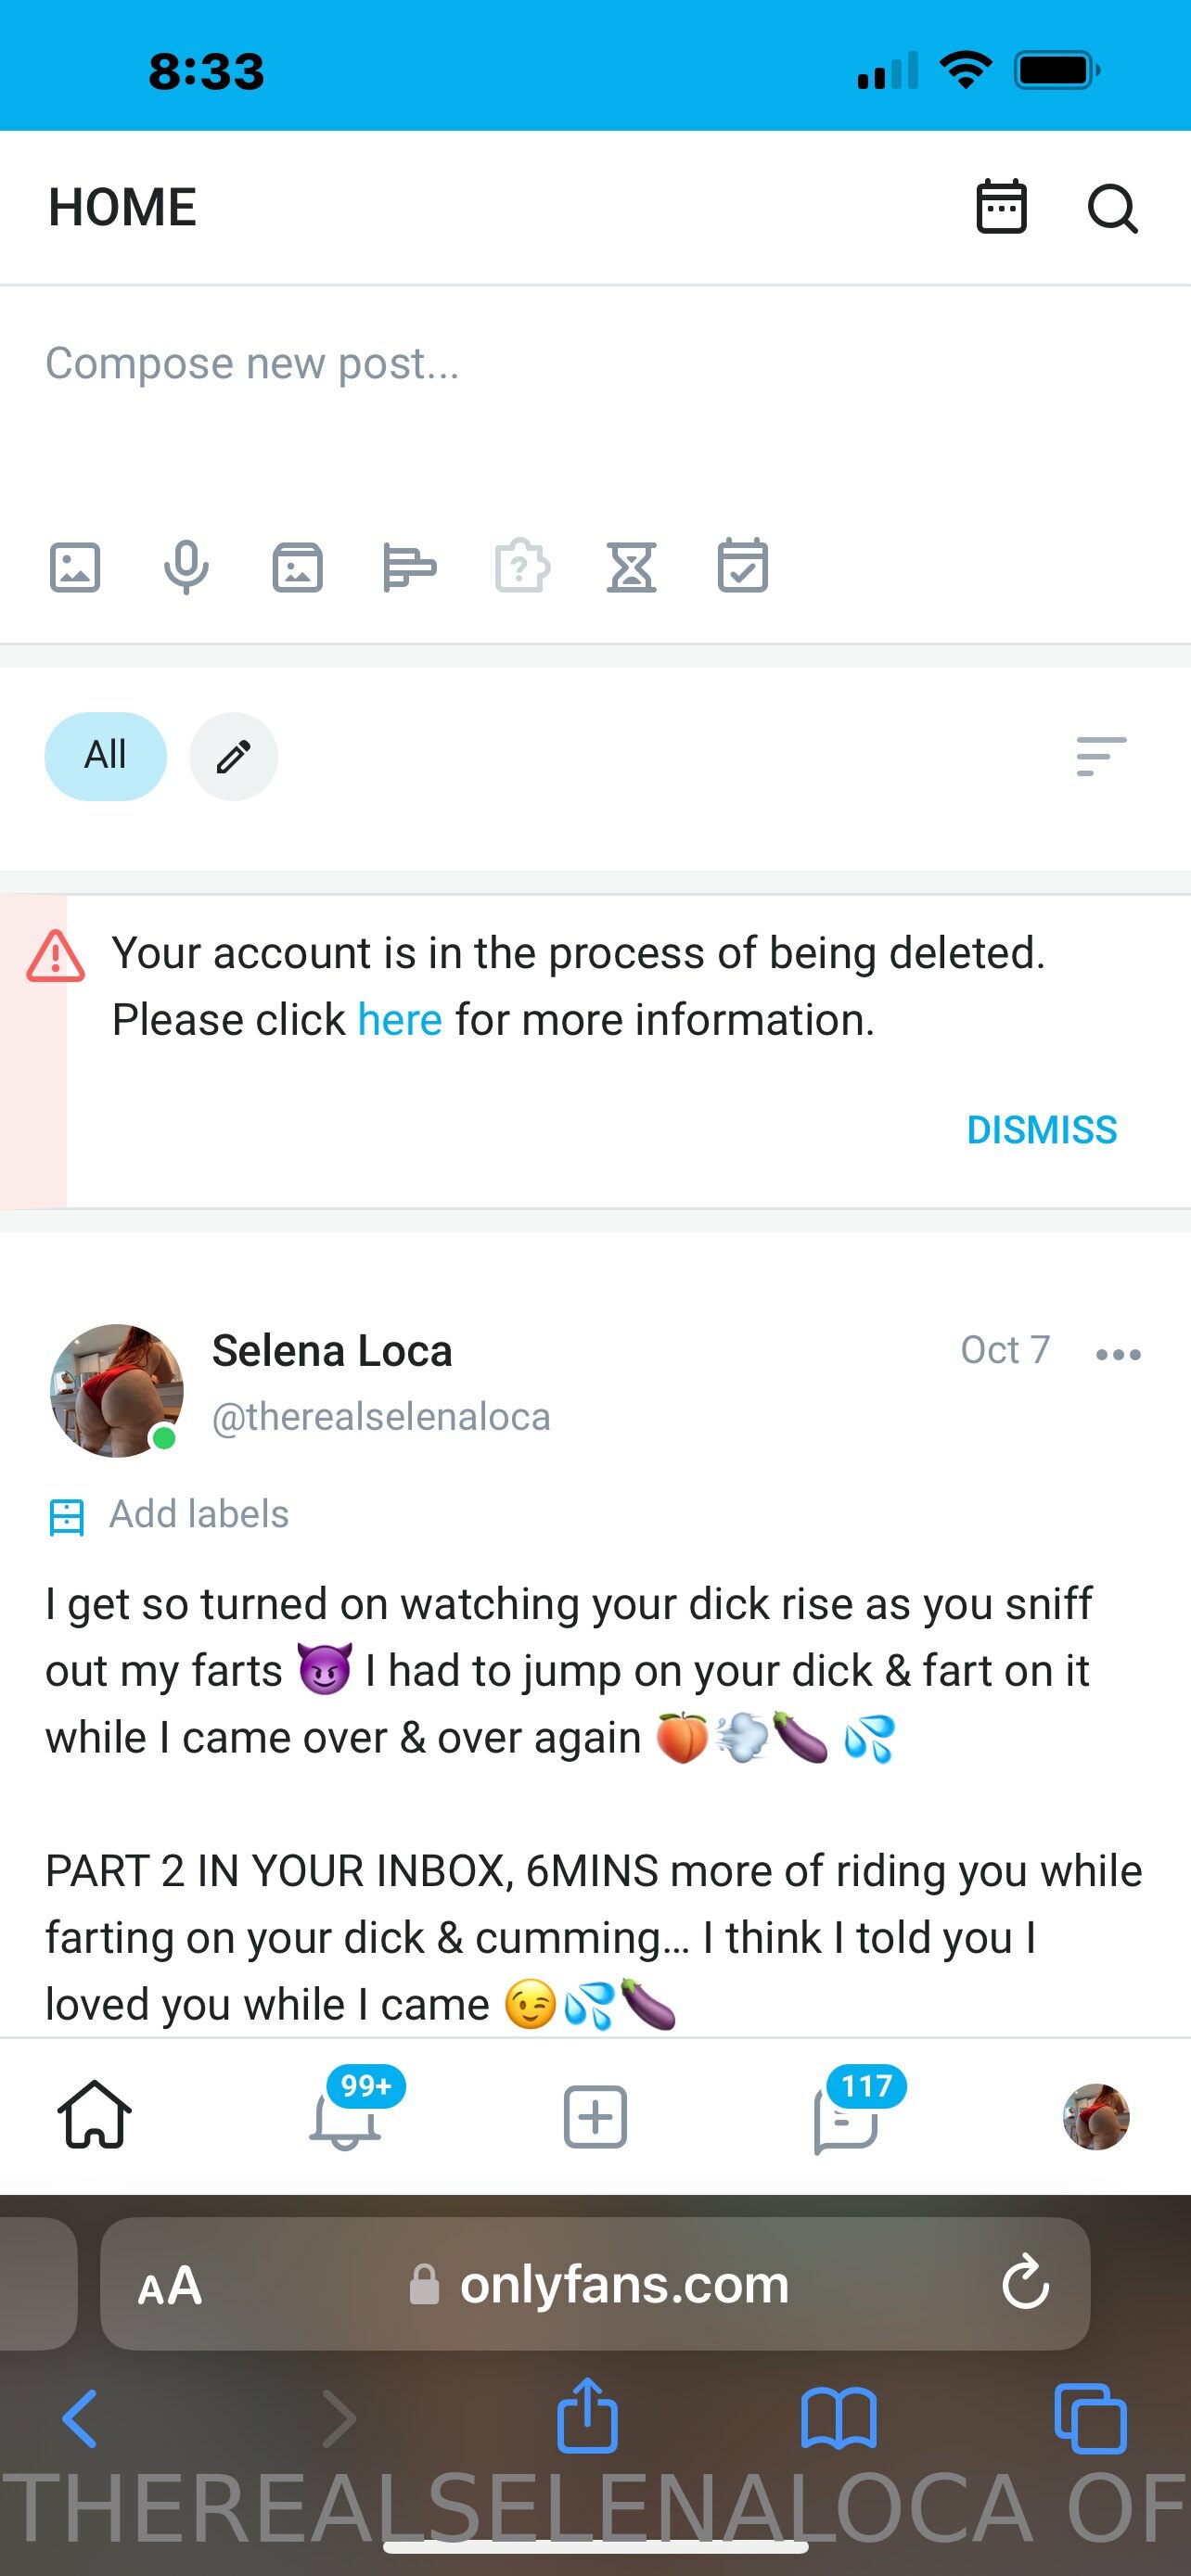 8:33
HOME
Compose new post...
All
Your account is in the process of being deleted.
Please click here for more information.
DISMISS
Selena Loca
Oct 7
@therealselenaloca
Add labels
I get so turned on watching your dick rise as you sniff
out my farts 😈 I had to jump on your dick & fart on it
while I came over & over again 🍑💨🍆 💦
PART 2 IN YOUR INBOX, 6MINS more of riding you while
farting on your dick & cumming... I think I told you I
loved you while I came 😉💦🍆
99+
117
AA
onlyfans.com
THEREALSELENALOCA OF